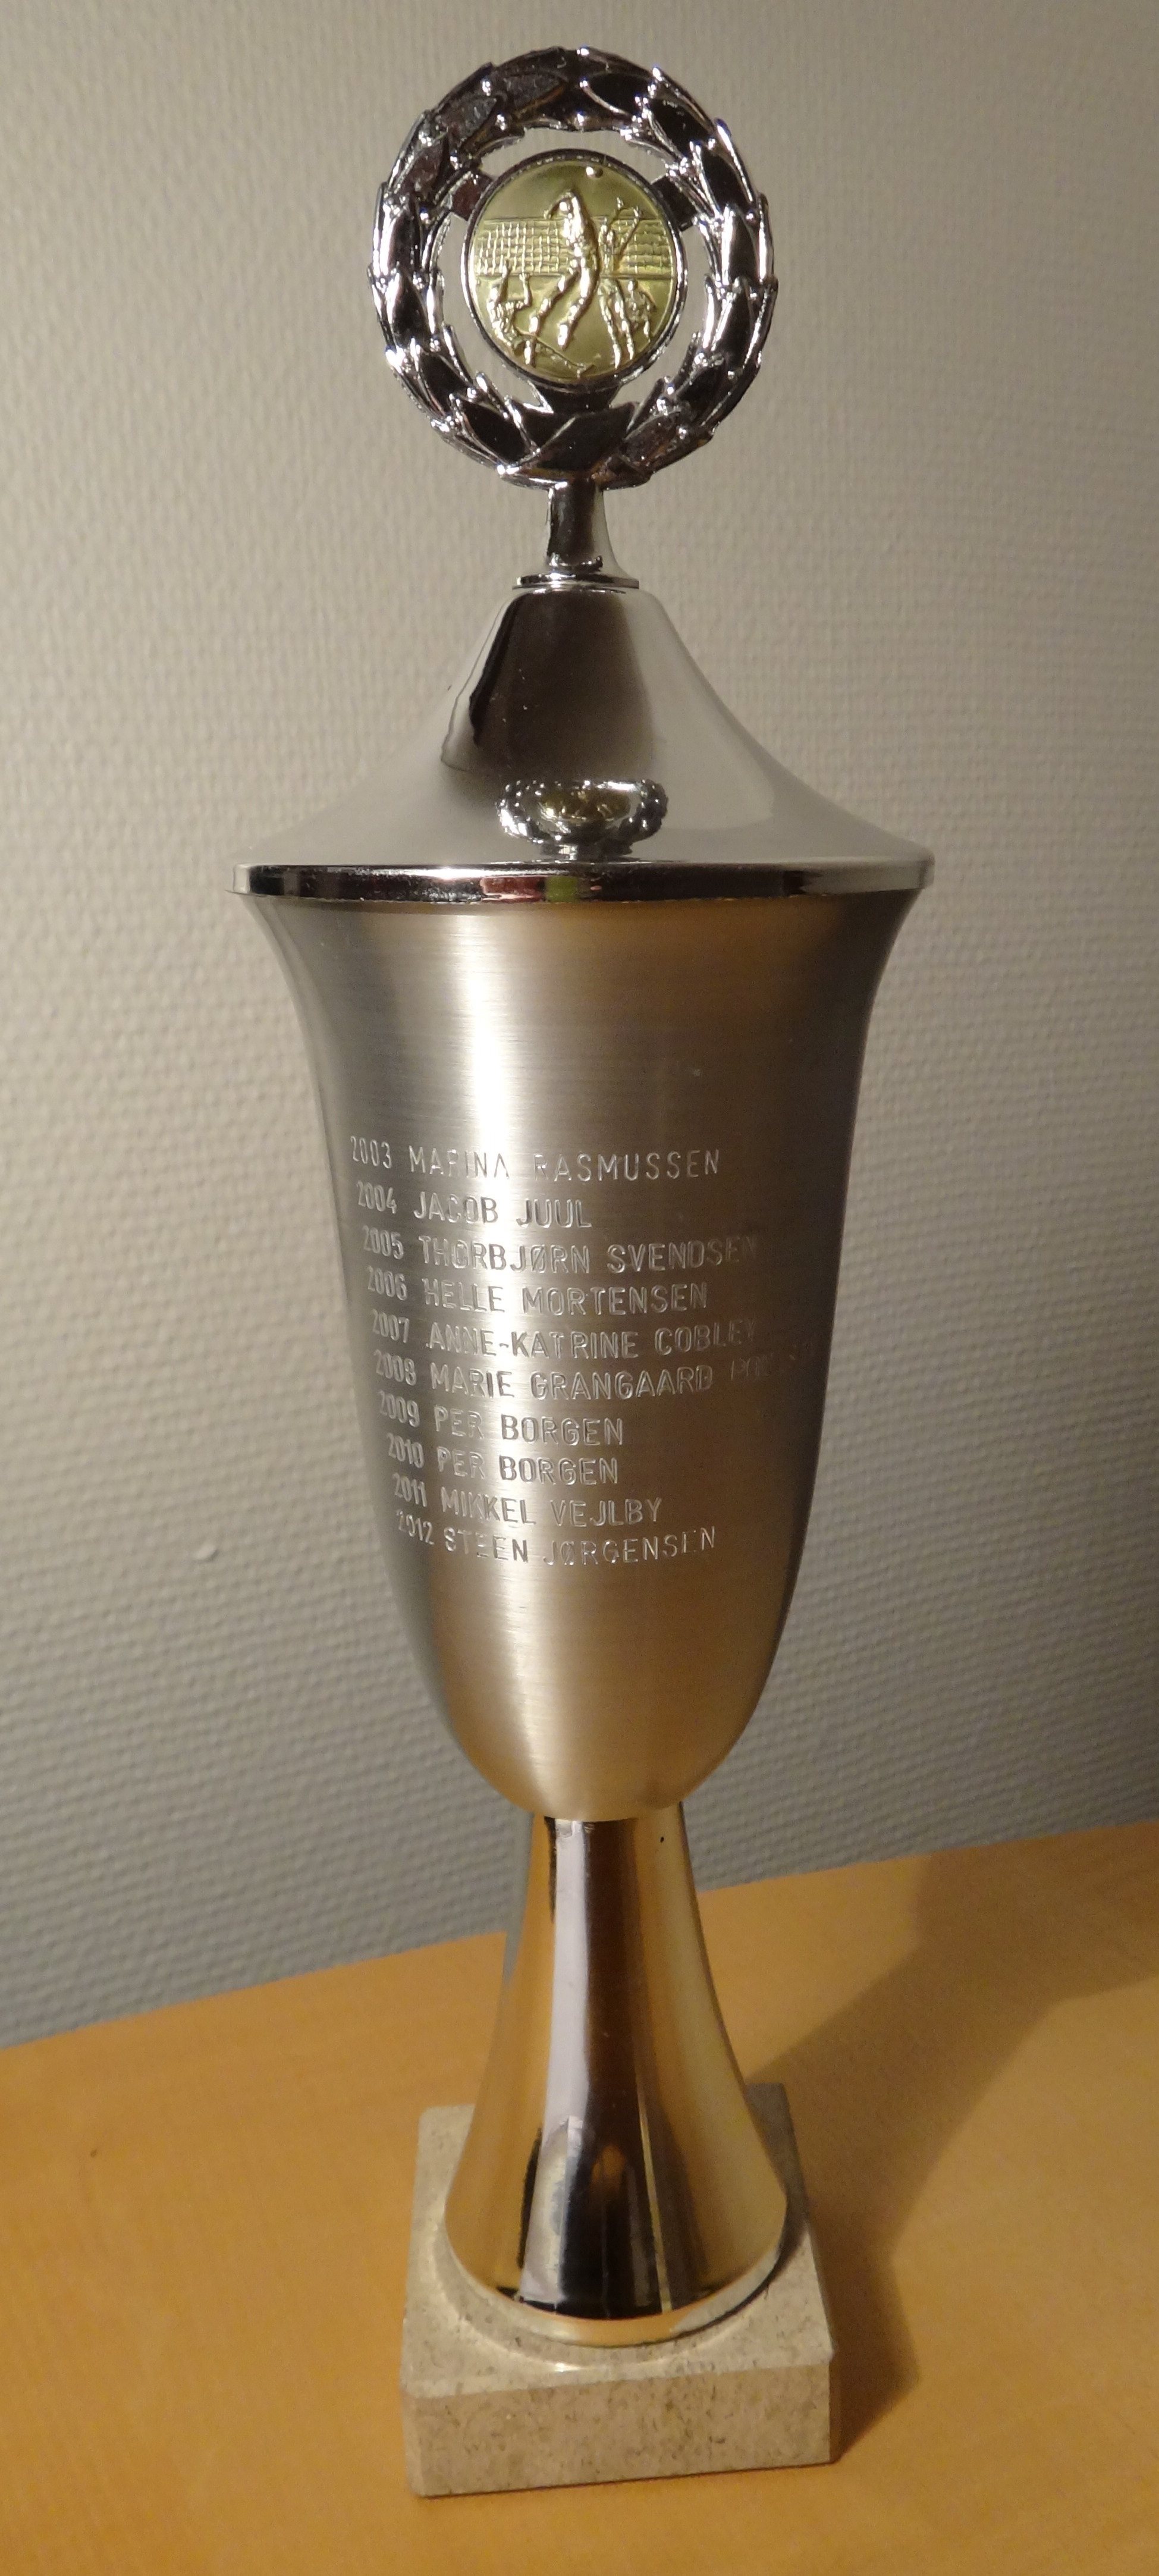 2003 MARINA RASMUSSEN
2004 JACOB JUUL
2005 THORBJØRN SVENDSEN
2006 HELLE MORTENSEN
2007 ANNE-KATRINE COBLEY
2008 MARIE GRANGAARD
2009 PER BORGEN
2010 PER BORGEN
2011 MIKKEL VEJLBY
2012 STEEN JØRGENSEN